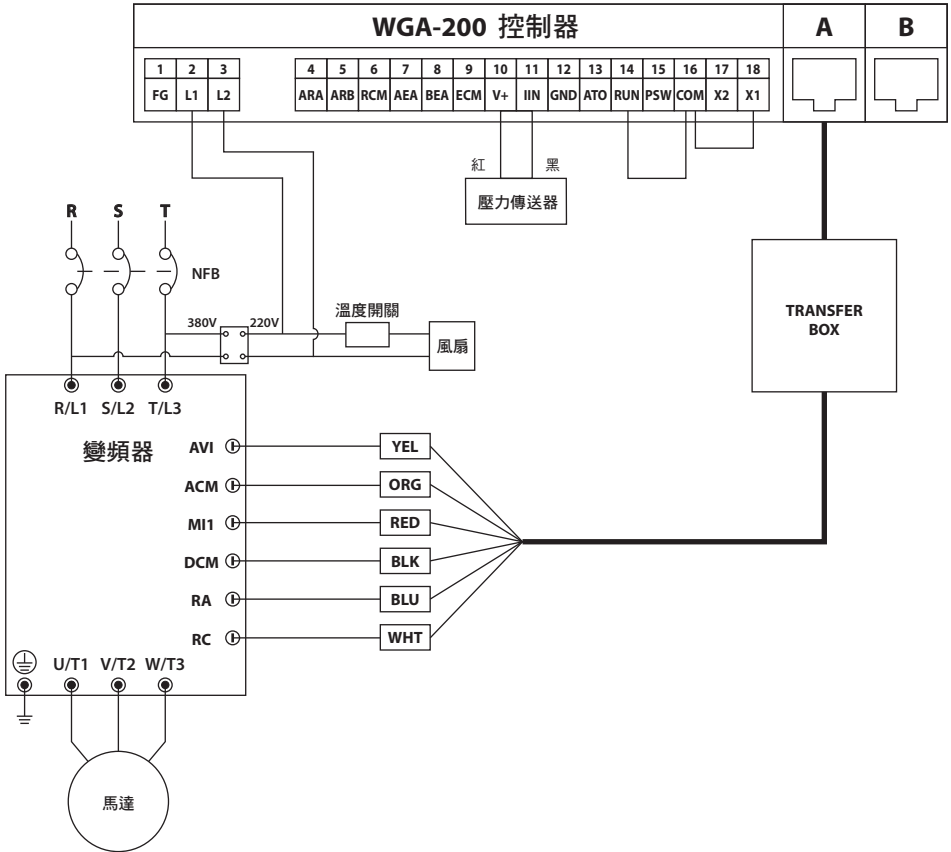 WGA-200 控制器
A
B
1 2 3 4 5 6 7 8 9 10 11 12 13 14 15 16 17 18
FG L1 L2 ARA ARB RCM AEA BEA ECM V+ IIN GND ATO RUN PSW COM X2 X1
紅 黑
壓力傳送器
R S T
NFB
380V 220V
溫度開關
風扇
TRANSFER
BOX
R/L1 S/L2 T/L3
變頻器
AVI YEL
ACM ORG
MI1 RED
DCM BLK
RA BLU
RC WHT
U/T1 V/T2 W/T3
馬達